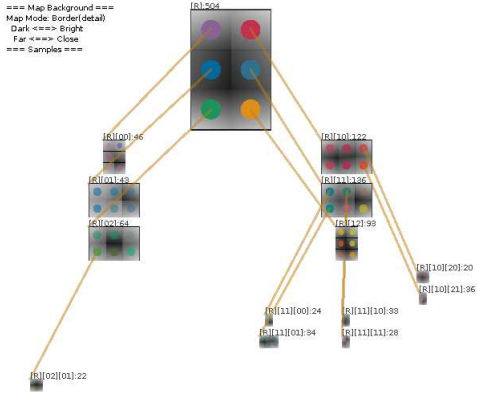 === Map Background ===
Map Mode: Border(detail)
Dark <==> Bright
Far <==> Close
=== Samples ===
[R]:504
[R][00]:46
[R][10]:122
[R][01]:43
[R][11]:136
[R][02]:64
[R][12]:93
[R][10][20]:20
[R][10][21]:36
[R][11][00]:24
[R][11][10]:33
[R][11][01]:34
[R][11][11]:28
[R][02][01]:22